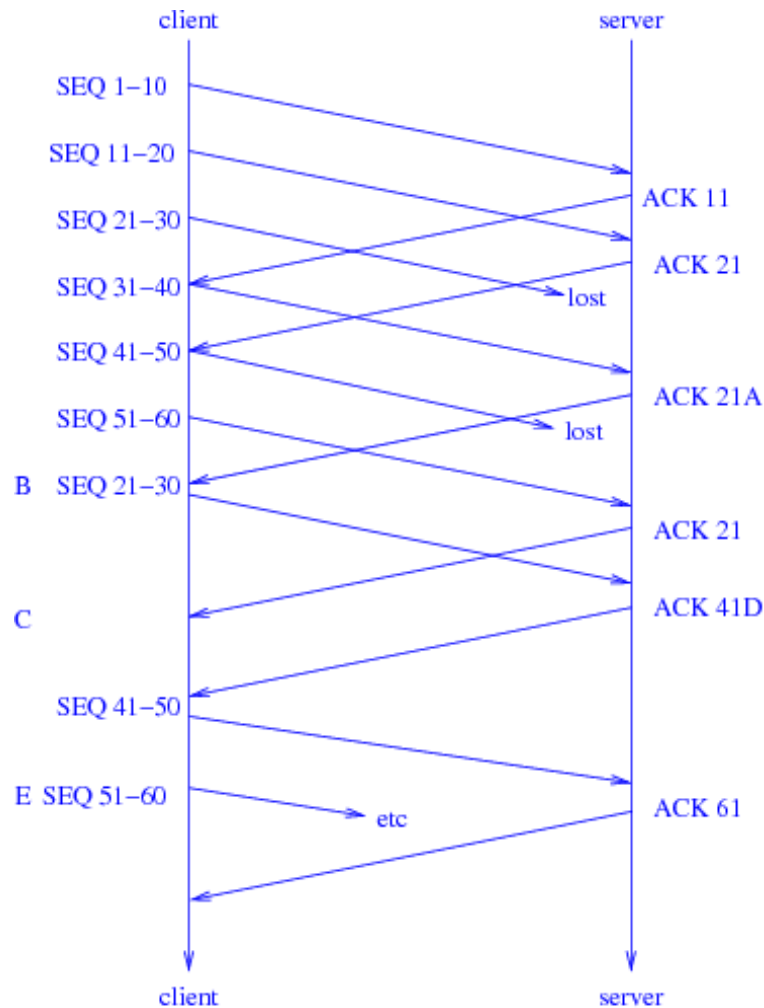 client server
SEQ 1–10
SEQ 11–20
ACK 11
SEQ 21–30
ACK 21
SEQ 31–40
lost
SEQ 41–50
ACK 21A
SEQ 51–60
lost
B SEQ 21–30
ACK 21
ACK 41D
C
SEQ 41–50
E SEQ 51–60
ACK 61
etc
client server